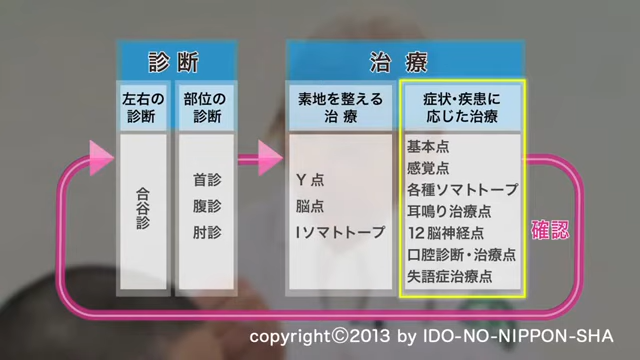 診断
左右の
診断
部位の
診断
合谷診
首診
腹診
肘診
治療
素地を整える
治療
症状・疾患に
応じた治療
Y点
脳点
Iソマトトープ
基本点
感覚点
各種ソマトトープ
耳鳴り治療点
12脳神経点
口腔診断・治療点
失語症治療点
確認
copyright©2013 by IDO-NO-NIPPON-SHA